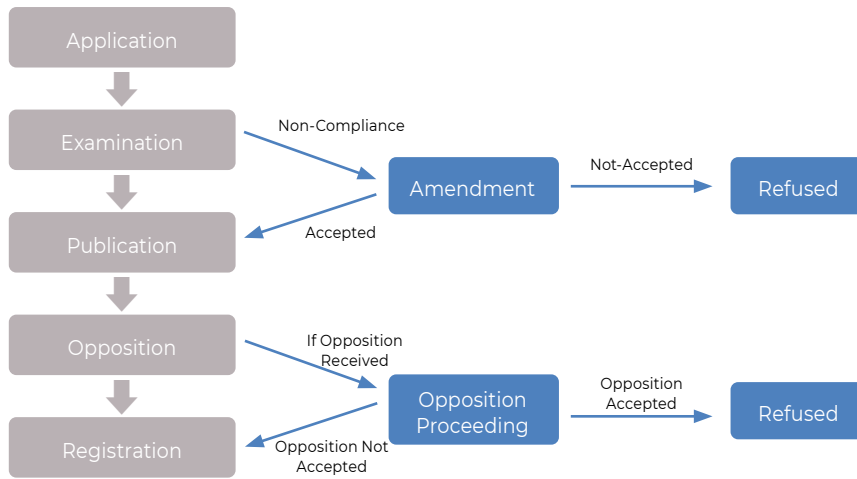 Application
Examination
Non-Compliance
Amendment
Not-Accepted
Refused
Publication
Accepted
Opposition
If Opposition
Received
Opposition
Proceeding
Opposition
Accepted
Refused
Registration
Opposition Not
Accepted